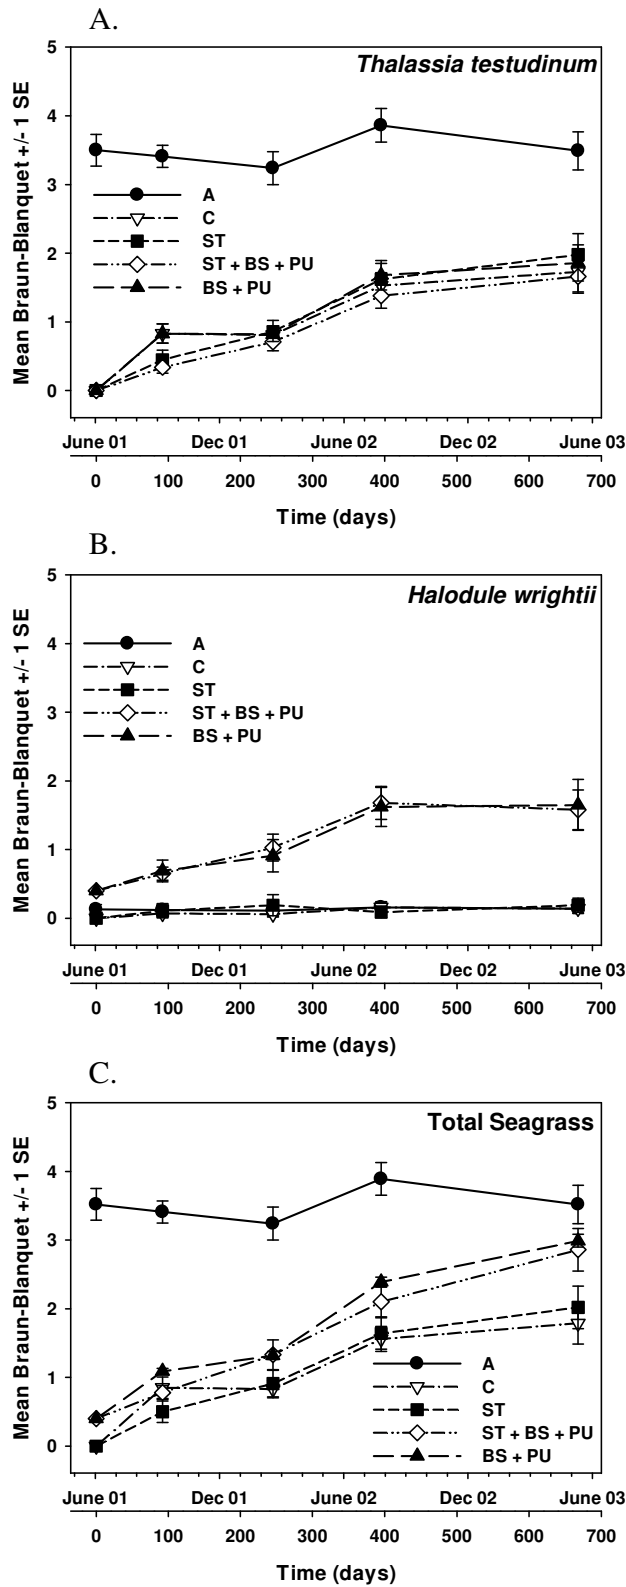 A.
5
Thalassia testudinum
4
3
2
1
0
Mean Braun-Blanquet +/- 1 SE
A
C
ST
ST + BS + PU
BS + PU
June 01 Dec 01 June 02 Dec 02 June 03
0 100 200 300 400 500 600 700
Time (days)
B.
5
Halodule wrightii
4
3
2
1
0
Mean Braun-Blanquet +/- 1 SE
A
C
ST
ST + BS + PU
BS + PU
June 01 Dec 01 June 02 Dec 02 June 03
0 100 200 300 400 500 600 700
Time (days)
C.
5
Total Seagrass
4
3
2
1
0
Mean Braun-Blanquet +/- 1 SE
A
C
ST
ST + BS + PU
BS + PU
June 01 Dec 01 June 02 Dec 02 June 03
0 100 200 300 400 500 600 700
Time (days)